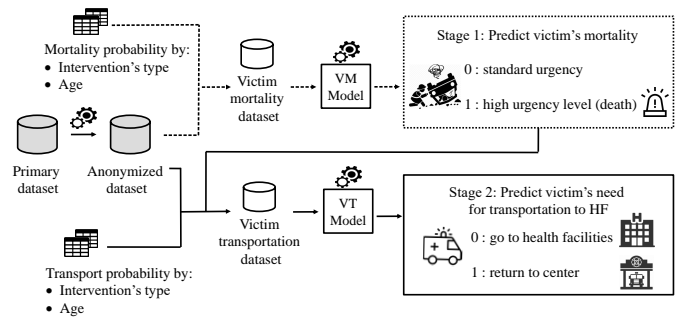 Mortality probability by:
• Intervention's type
• Age
Primary
dataset
Anonymized
dataset
Transport probability by:
• Intervention's type
• Age
Victim
mortality
dataset
VM
Model
Stage 1: Predict victim's mortality
0 : standard urgency
1 : high urgency level (death)
Victim
transportation
dataset
VT
Model
Stage 2: Predict victim's need
for transportation to HF
0 : go to health facilities
1 : return to center